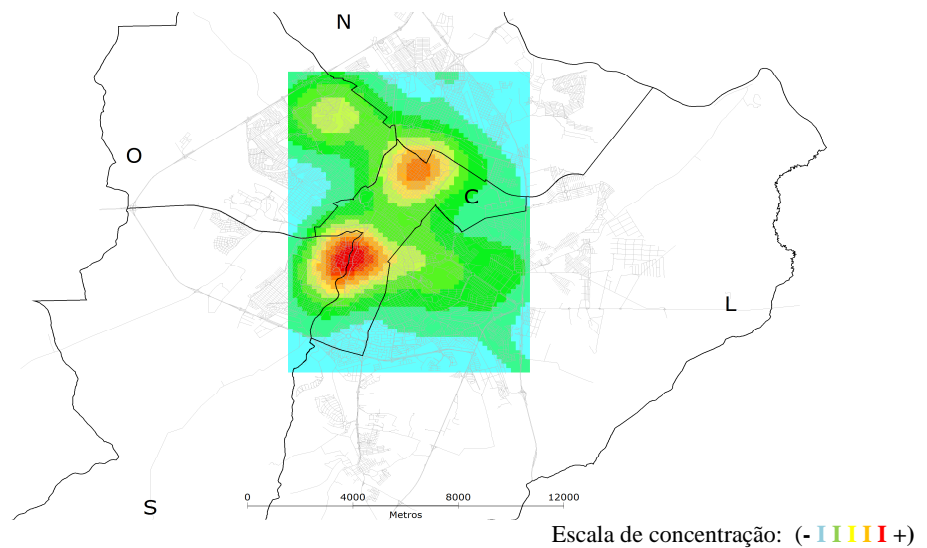 N
O
C
L
S
0 4000 8000 12000
Metros
Escala de concentração: (- I I I I I +)